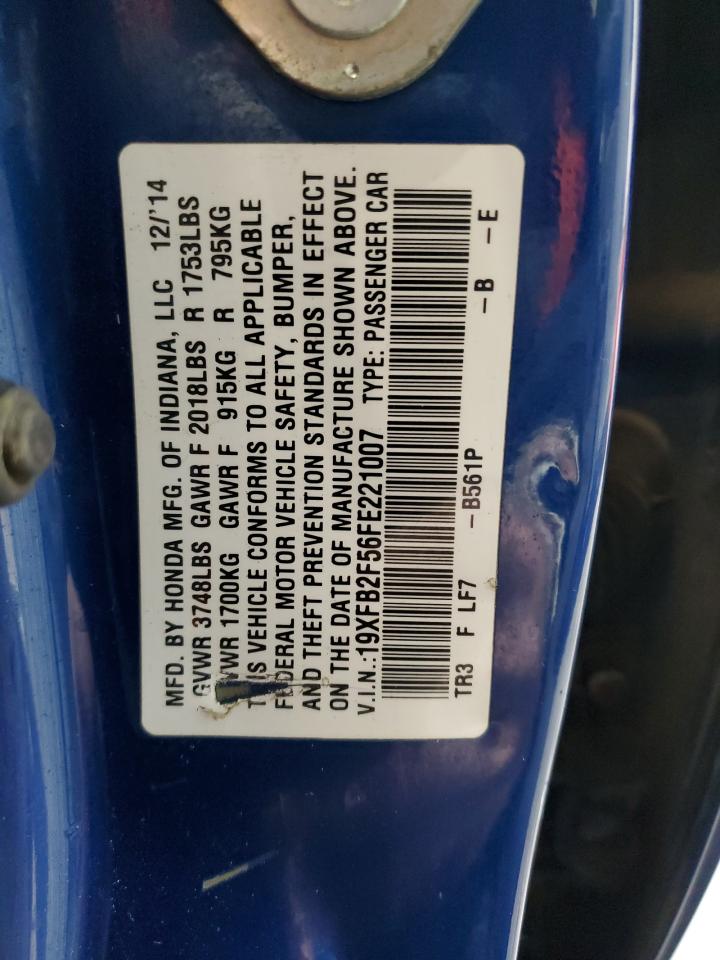 MFD. BY HONDA MFG. OF INDIANA, LLC 12/'14
GVWR 3748LBS GAWR F 2018LBS R 1753LBS
VWR 1700KG GAWR F 915KG R 795KG
T IS VEHICLE CONFORMS TO ALL APPLICABLE
FEDERAL MOTOR VEHICLE SAFETY, BUMPER,
AND THEFT PREVENTION STANDARDS IN EFFECT
ON THE DATE OF MANUFACTURE SHOWN ABOVE.
V.I.N.:19XFB2F56FE221007 TYPE: PASSENGER CAR
TR3 F LF7 -B561P -B -E